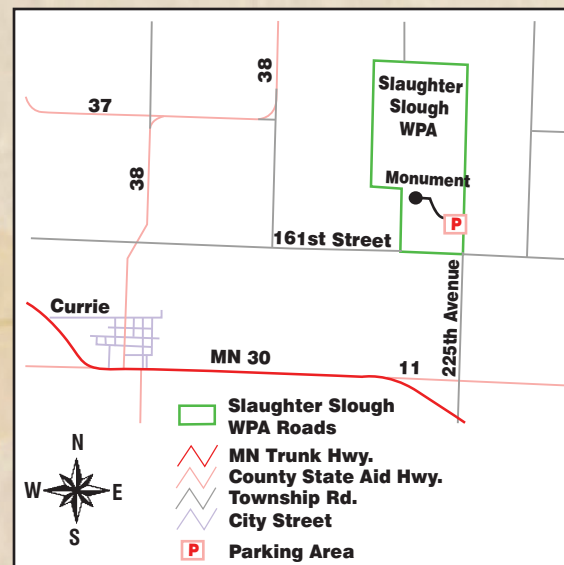 38
37
Slaughter
Slough
WPA
Monument
38
P
161st Street
225th Avenue
Currie
MN 30
11
Slaughter Slough
WPA Roads
MN Trunk Hwy.
County State Aid Hwy.
Township Rd.
City Street
P Parking Area
N
W E
S